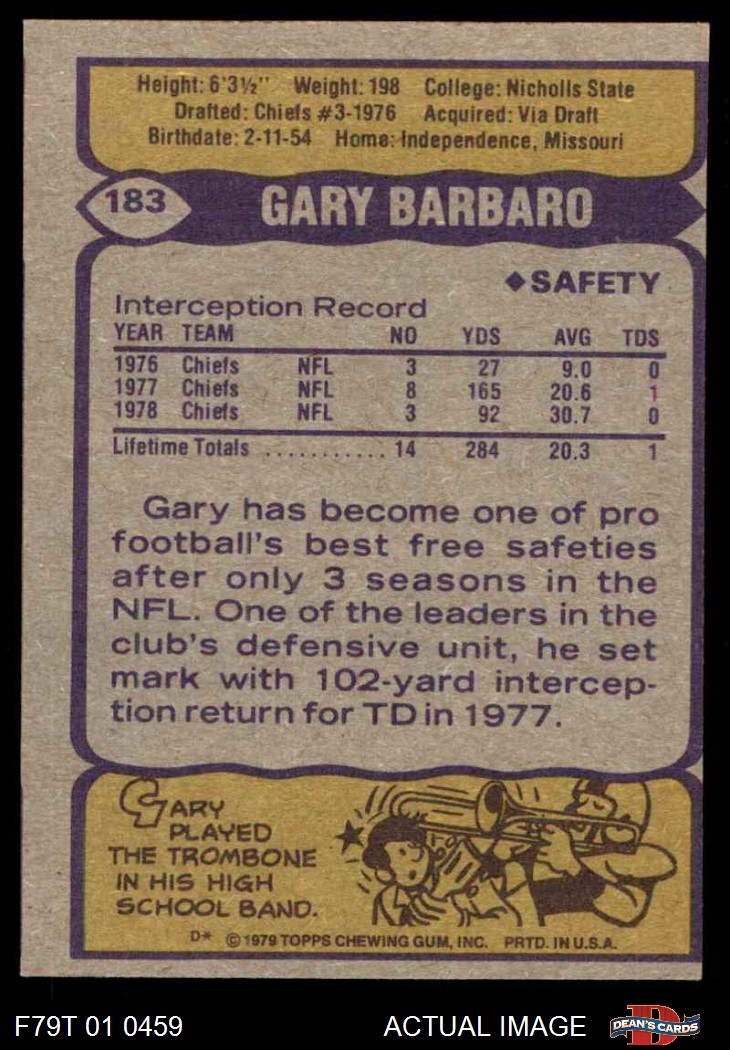 Height: 6'3½" Weight: 198 College: Nicholls State
Drafted: Chiefs #3-1976 Acquired: Via Draft
Birthdate: 2-11-54 Home: Independence, Missouri
183 GARY BARBARO
◆SAFETY
Interception Record
YEAR TEAM NO YDS AVG TDS
1976 Chiefs NFL 3 27 9.0 0
1977 Chiefs NFL 8 165 20.6 1
1978 Chiefs NFL 3 92 30.7 0
Lifetime Totals ........... 14 284 20.3 1
Gary has become one of pro
football's best free safeties
after only 3 seasons in the
NFL. One of the leaders in the
club's defensive unit, he set
mark with 102-yard intercep-
tion return for TD in 1977.
GARY
PLAYED
THE TROMBONE
IN HIS HIGH
SCHOOL BAND.
D* © 1979 TOPPS CHEWING GUM, INC. PRTD. IN U.S.A.
F79T 01 0459 ACTUAL IMAGE DEAN'S CARDS